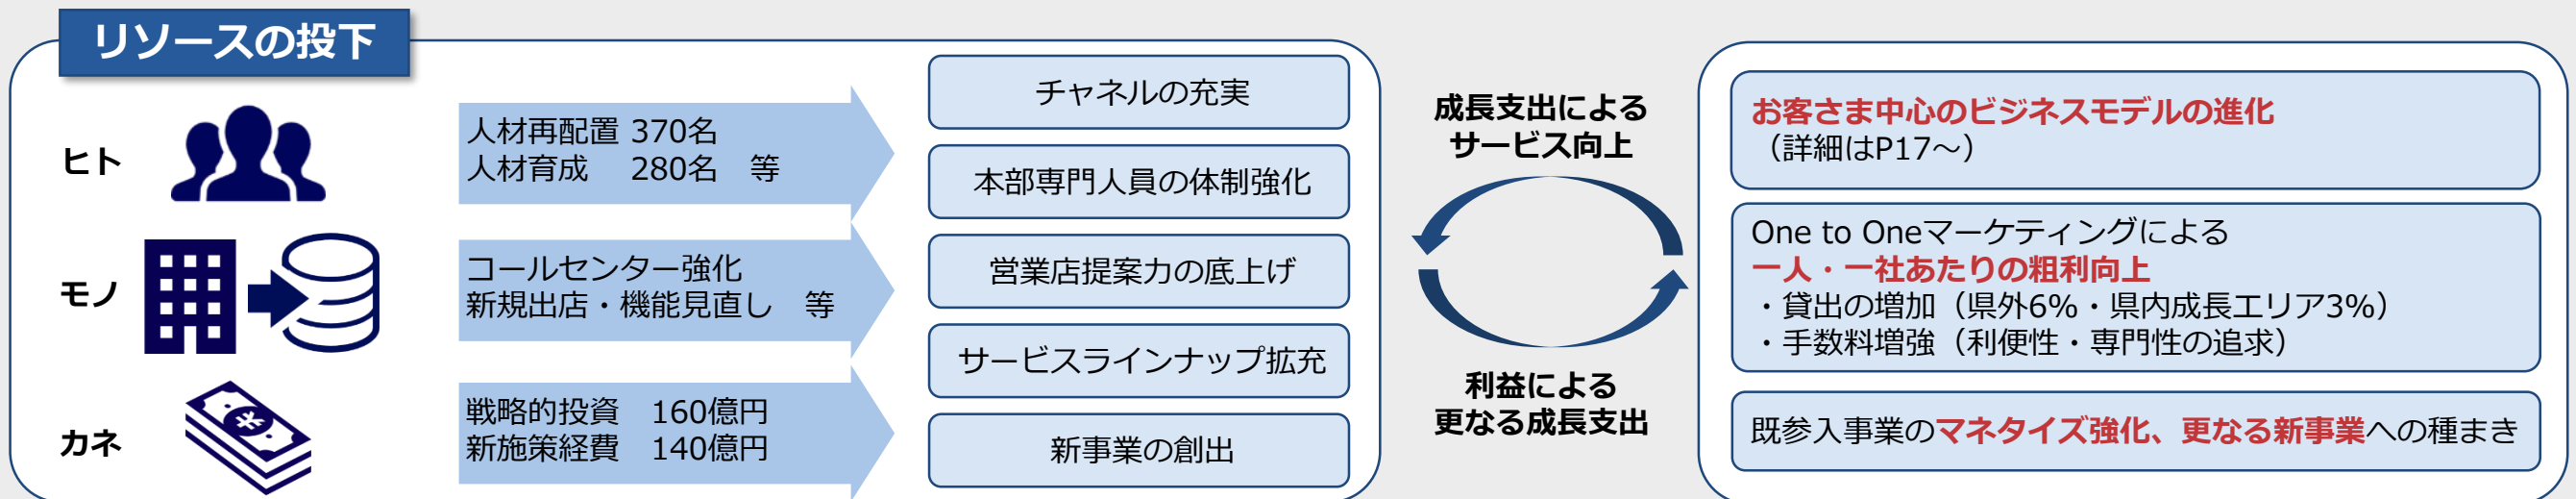 リソースの投下
ヒト
人材再配置 370名
人材育成　280名　等
モノ
コールセンター強化
新規出店・機能見直し　等
カネ
戦略的投資　160億円
新施策経費　140億円
チャネルの充実
本部専門人員の体制強化
営業店提案力の底上げ
サービスラインナップ拡充
新事業の創出
成長支出による
サービス向上
利益による
更なる成長支出
お客さま中心のビジネスモデルの進化
（詳細はP17～）
One to Oneマーケティングによる
一人・一社あたりの粗利向上
・貸出の増加（県外6%・県内成長エリア3%）
・手数料増強（利便性・専門性の追求）
既参入事業のマネタイズ強化、更なる新事業への種まき